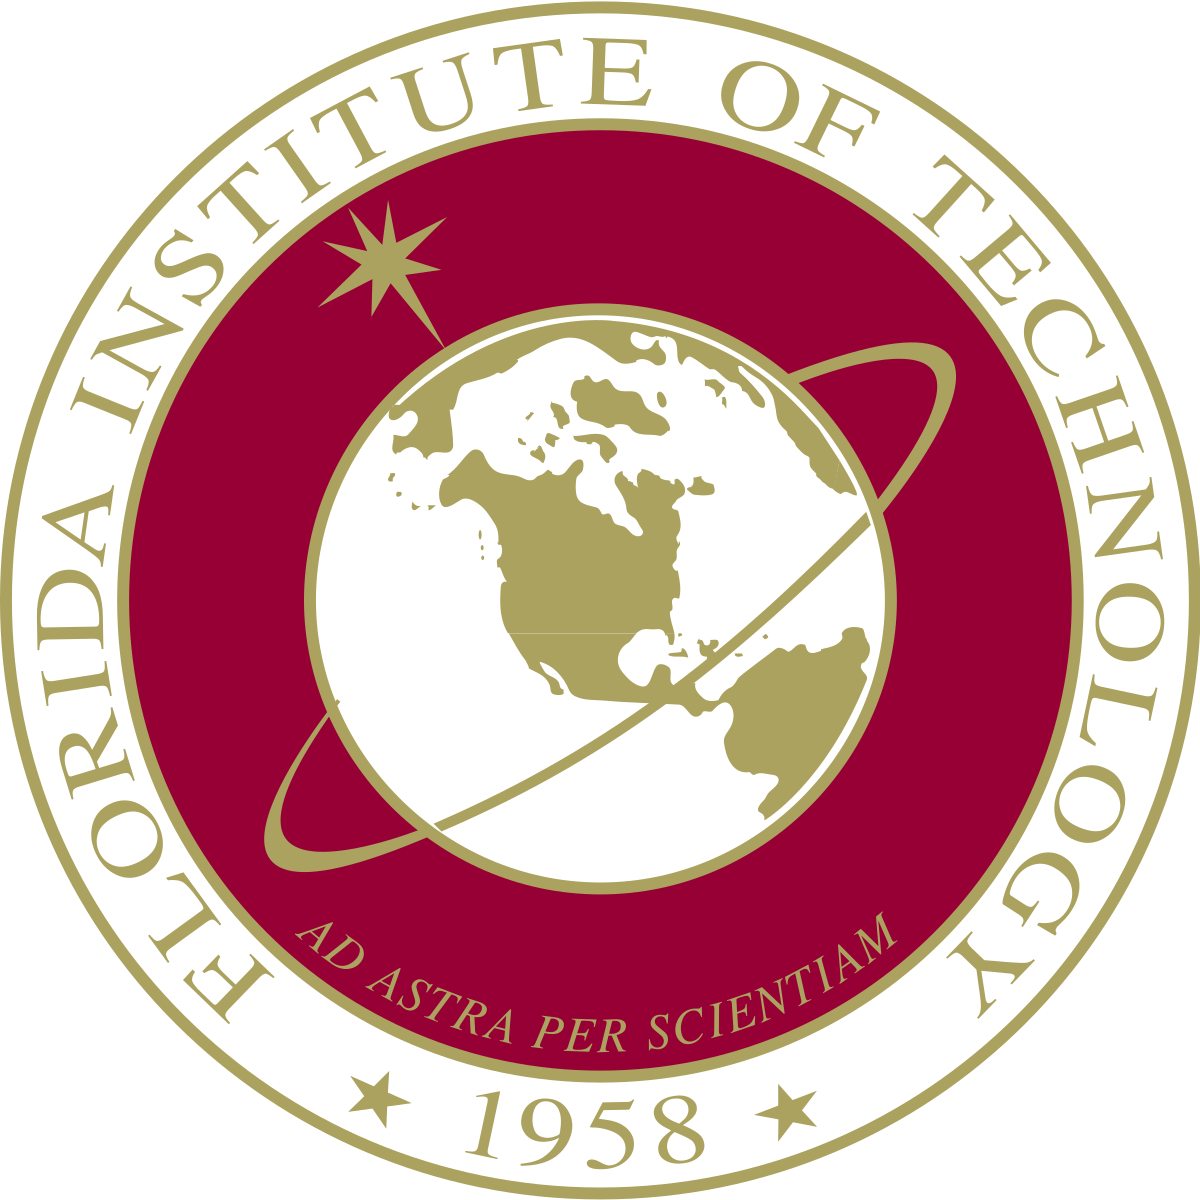 FLORIDA INSTITUTE OF TECHNOLOGY
AD ASTRA PER SCIENTIAM
1958